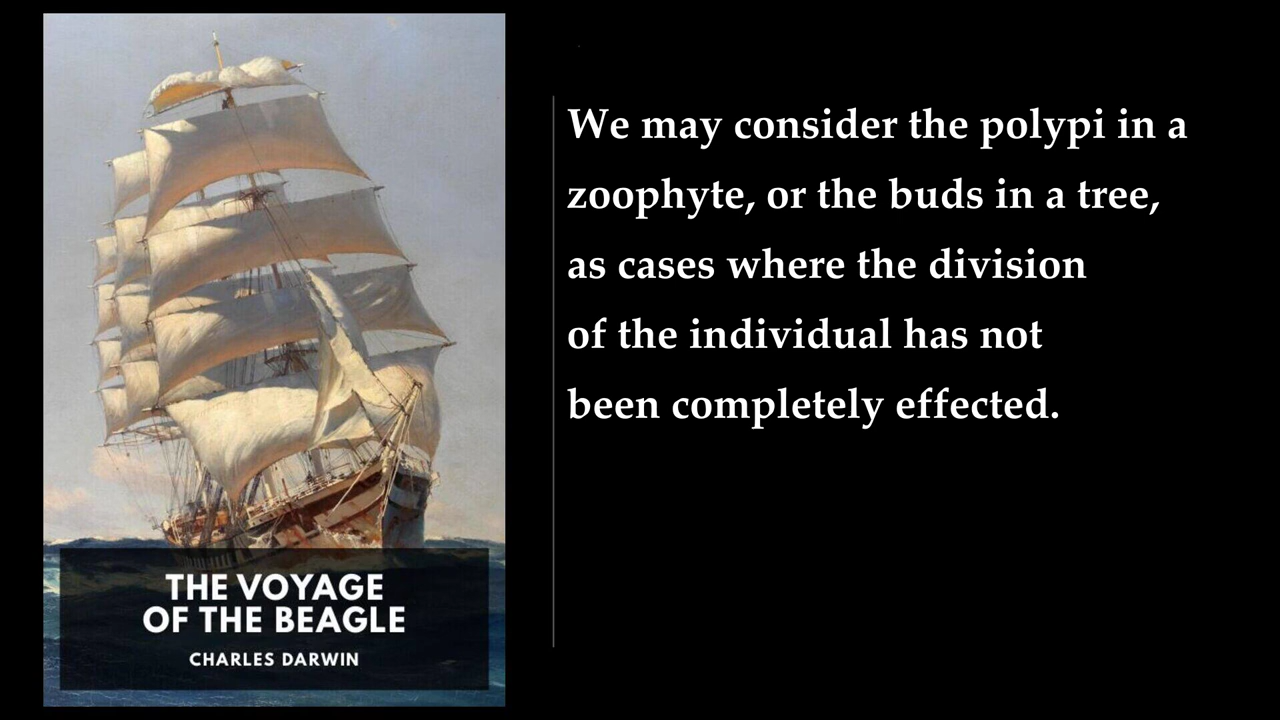 THE VOYAGE
OF THE BEAGLE
CHARLES DARWIN
We may consider the polypi in a
zoophyte, or the buds in a tree,
as cases where the division
of the individual has not
been completely effected.